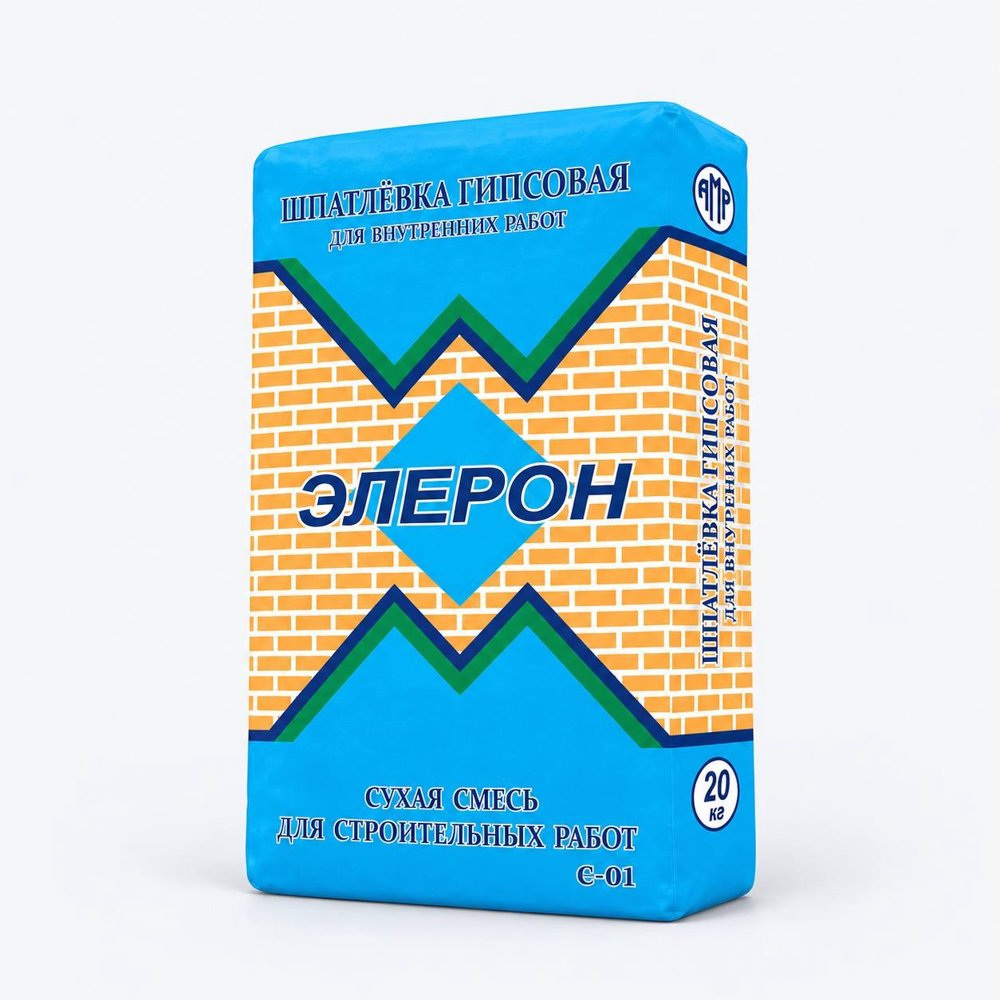 ШПАТЛЁВКА ГИПСОВАЯ
ДЛЯ ВНУТРЕННИХ РАБОТ
ЭЛЕРОН
СУХАЯ СМЕСЬ
ДЛЯ СТРОИТЕЛЬНЫХ РАБОТ
Є-01
АМР
ШПАТЛЁВКА ГИПСОВАЯ
ДЛЯ ВНУРЕННИХ РАБОТ
20
кг